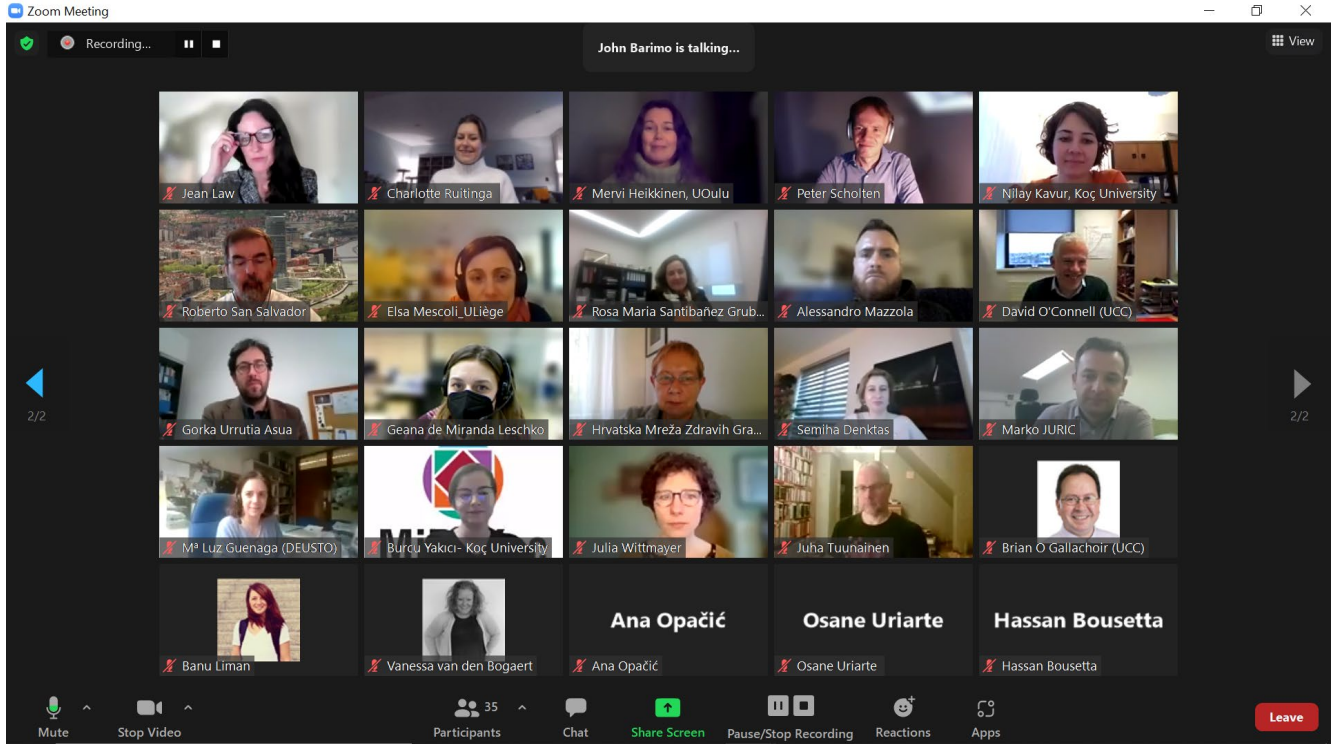 Zoom Meeting
Recording...
John Barimo is talking...
View
Jean Law
Charlotte Ruitinga
Mervi Heikkinen, UOulu
Peter Scholten
Nilay Kavur, Koç University
Roberto San Salvador
Elsa Mescoli_ULiège
Rosa Maria Santibañez Grub...
Alessandro Mazzola
David O'Connell (UCC)
2/2
2/2
Gorka Urrutia Asua
Geana de Miranda Leschko
Hrvatska Mreža Zdravih Gra...
Semiha Denktas
Marko JURIC
Mª Luz Guenaga (DEUSTO)
Burcu Yakıcı- Koç University
Julia Wittmayer
Juha Tuunainen
Brian Ó Gallachoir (UCC)
Ana Opačić
Osane Uriarte
Hassan Bousetta
Banu Liman
Vanessa van den Bogaert
Ana Opačić
Osane Uriarte
Hassan Bousetta
35
Mute
Stop Video
Participants
Chat
Share Screen
Pause/Stop Recording
Reactions
Apps
Leave